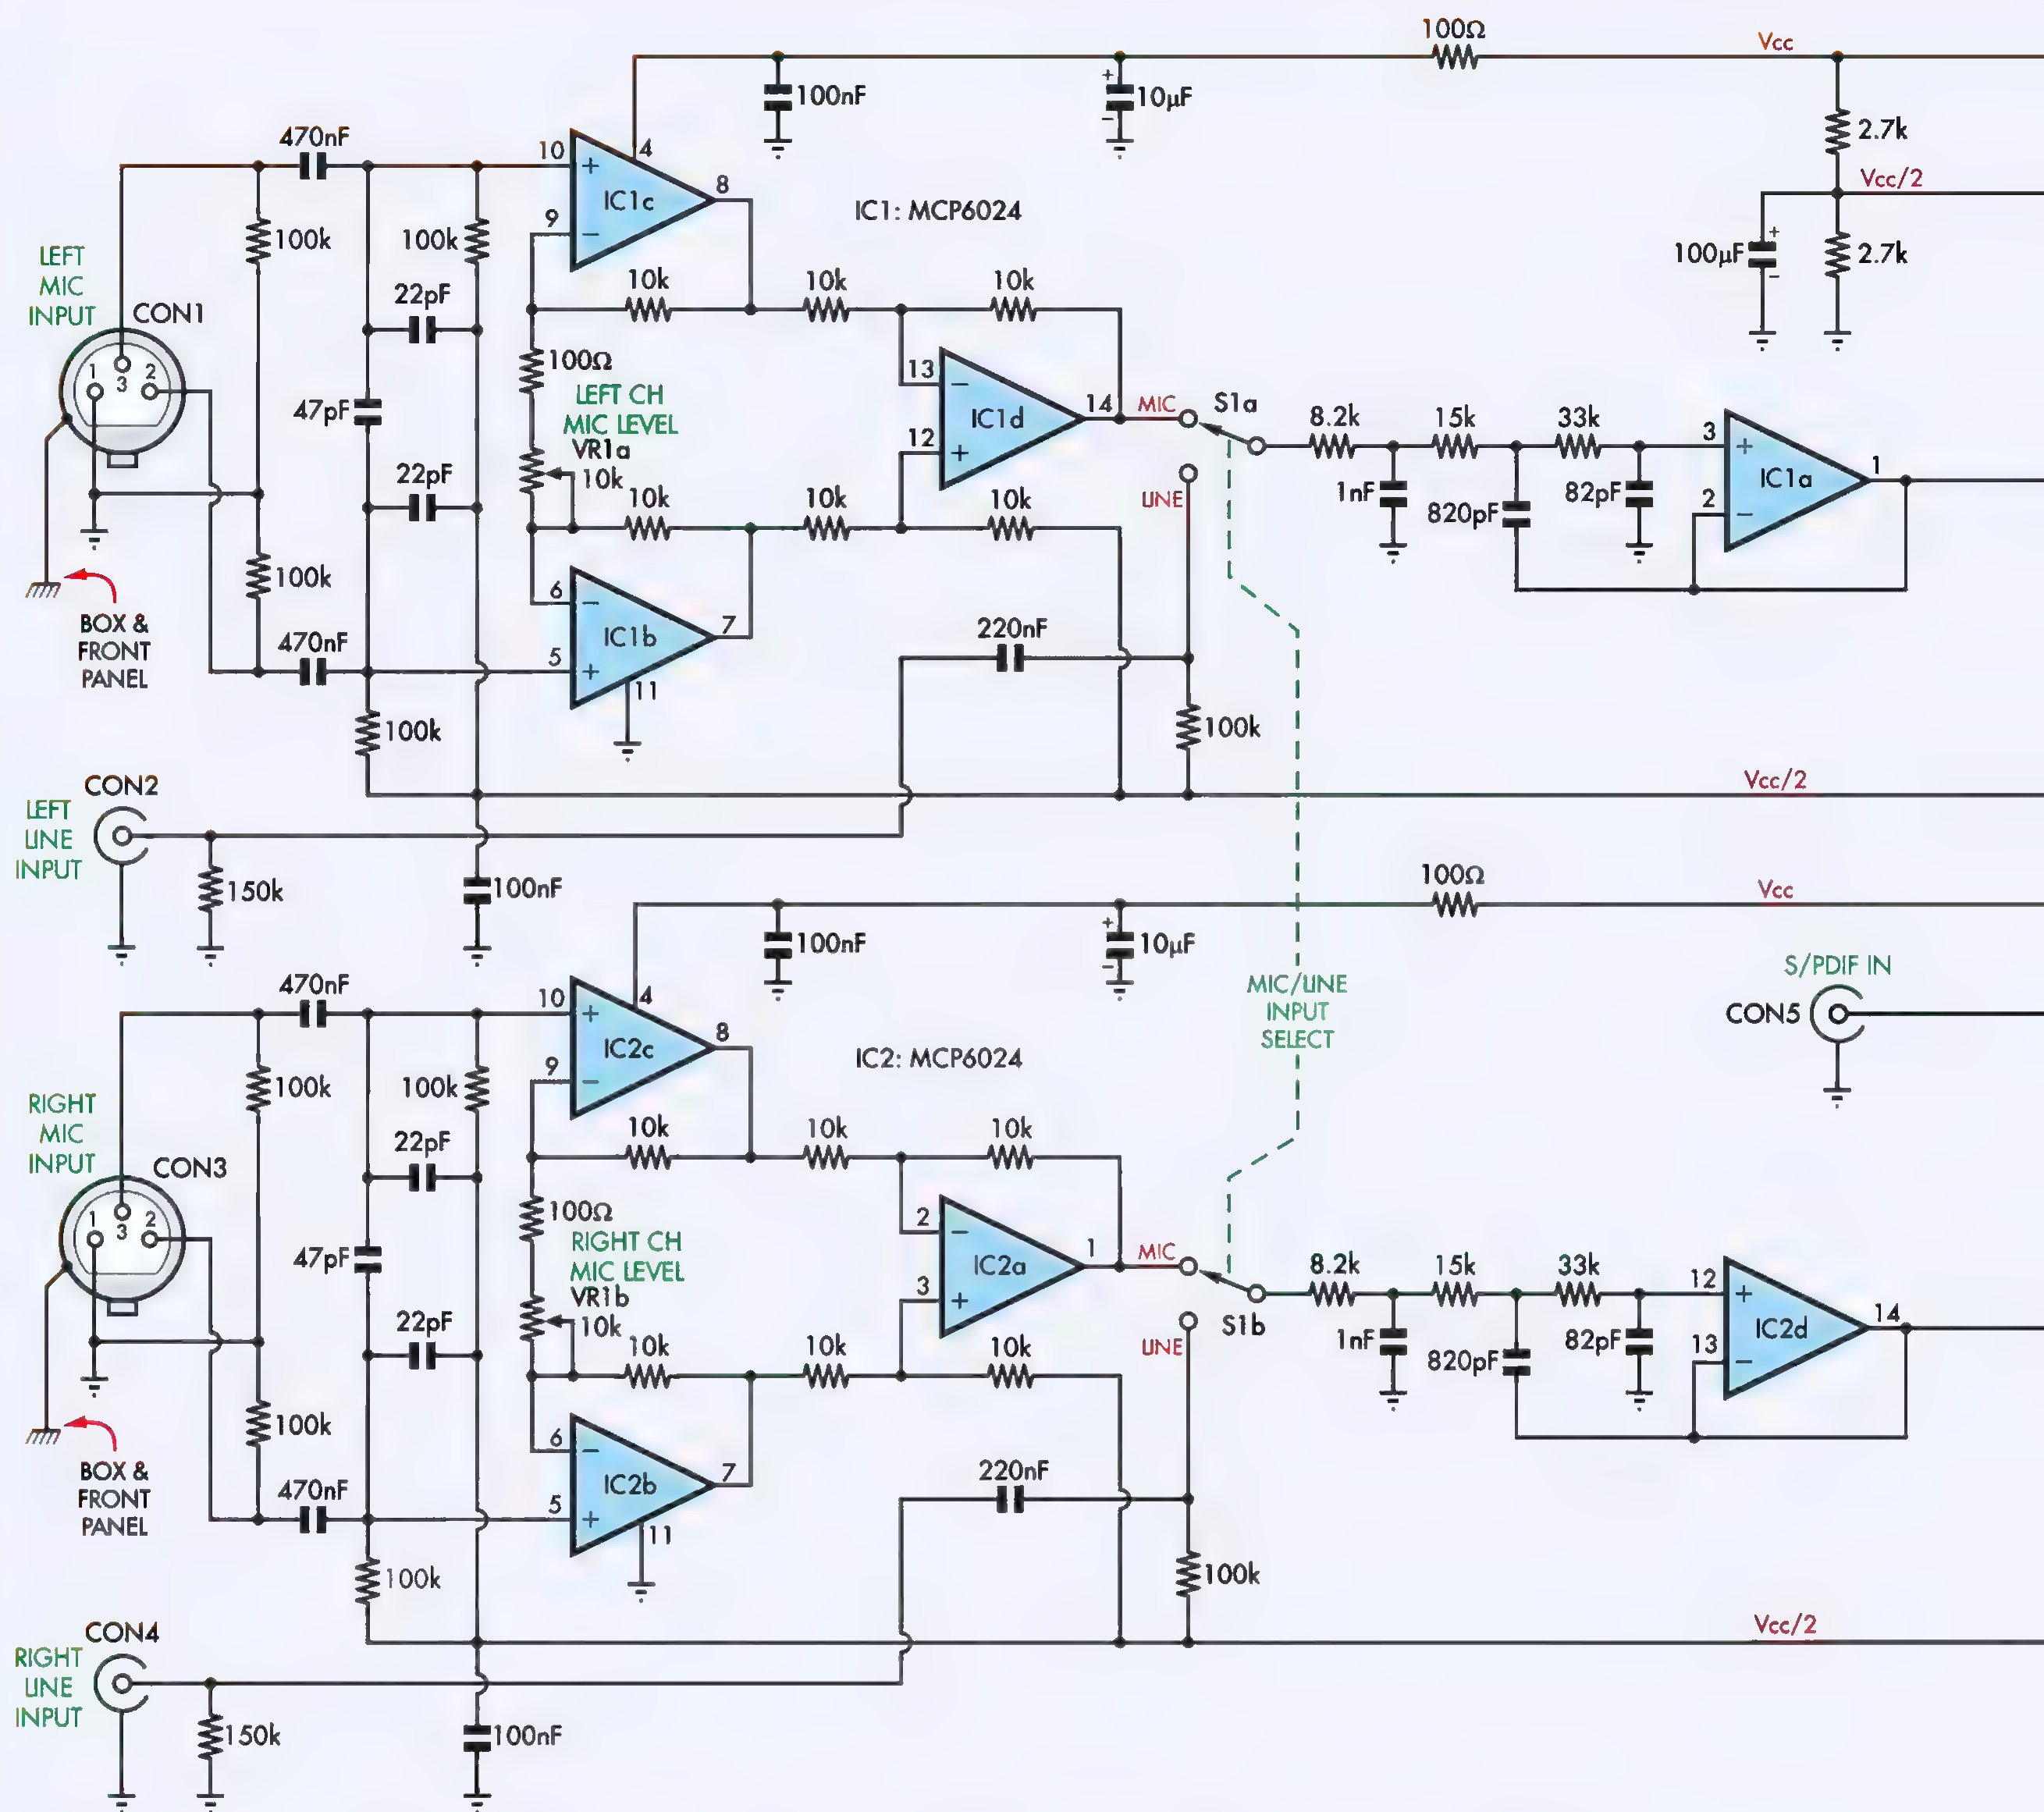 100Ω
Vcc
100nF
+
10µF
−
2.7k
Vcc/2
470nF
10
+
4
IC1c
8
IC1: MCP6024
9
−
100k
100k
+
100µF
−
2.7k
LEFT
MIC
INPUT
CON1
22pF
10k
10k
10k
1
3
2
47pF
100Ω
LEFT CH
MIC LEVEL
VR1a
10k
13
−
IC1d
12
+
14
MIC
S1a
LINE
8.2k
15k
33k
1nF
820pF
82pF
3
+
IC1a
2
−
1
22pF
10k
10k
10k
100k
BOX &
FRONT
PANEL
470nF
6
−
IC1b
7
5
+
11
220nF
100k
100k
Vcc/2
CON2
LEFT
LINE
INPUT
150k
100nF
100Ω
Vcc
100nF
+
10µF
−
MIC/LINE
INPUT
SELECT
S/PDIF IN
CON5
470nF
10
+
4
IC2c
8
IC2: MCP6024
9
−
100k
100k
RIGHT
MIC
INPUT
CON3
22pF
10k
10k
10k
1
3
2
47pF
100Ω
RIGHT CH
MIC LEVEL
VR1b
10k
2
−
IC2a
3
+
1
MIC
S1b
LINE
8.2k
15k
33k
1nF
820pF
82pF
12
+
IC2d
13
−
14
22pF
10k
10k
10k
100k
BOX &
FRONT
PANEL
470nF
6
−
IC2b
7
5
+
11
220nF
100k
100k
Vcc/2
CON4
RIGHT
LINE
INPUT
150k
100nF